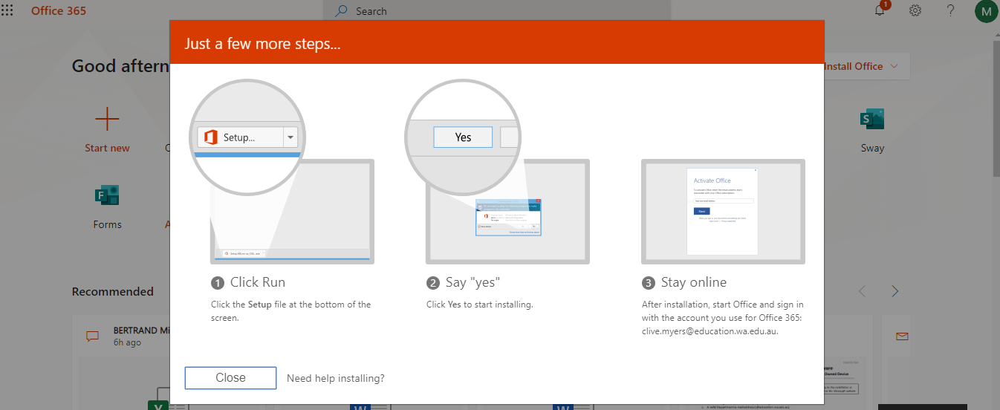 Office 365
Search
1
?
M
Just a few more steps...
Good aftern
Install Office
Setup...
Yes
Start new
Sway
Activate Office
Next
Forms
1 Click Run
2 Say "yes"
3 Stay online
Click the Setup file at the bottom of the
screen.
Click Yes to start installing.
After installation, start Office and sign in
with the account you use for Office 365:
clive.myers@education.wa.edu.au.
Recommended
BERTRAND Mi
6h ago
Close
Need help installing?